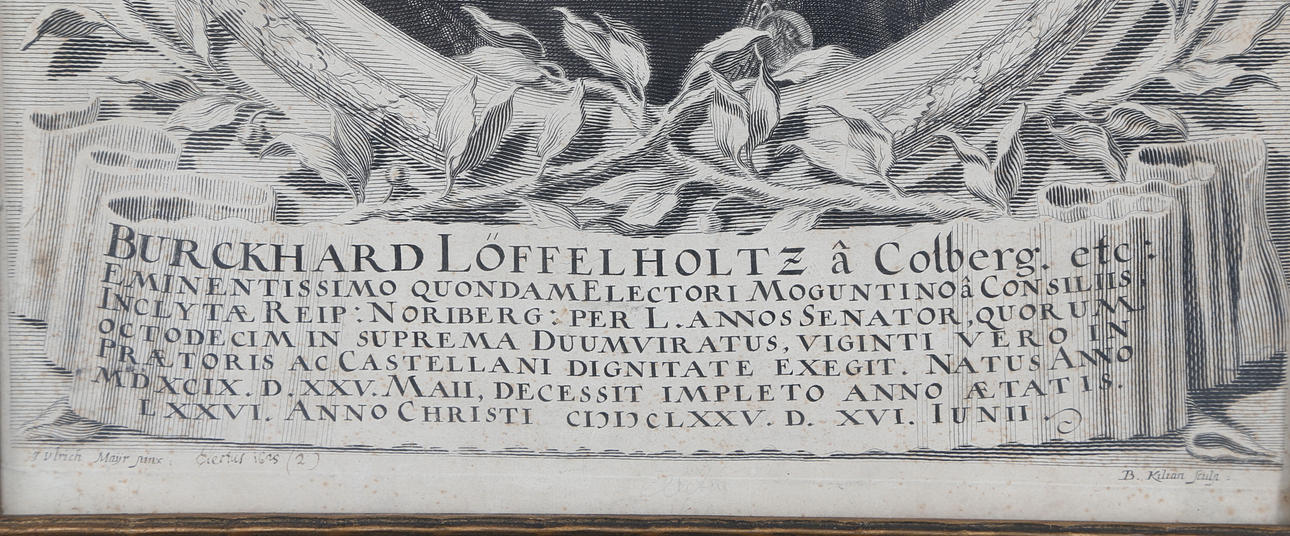 BURCKHARD LÖFFELHOLTZ â Colberg. etc:
EMINENTISSIMO QUONDAM ELECTORI MOGUNTINO â CONSILIIS,
INCLYTÆ REIP: NORIBERG: PER L. ANNOS SENATOR, QUORUM
OCTODECIM IN SUPREMA DUUMVIRATUS, VIGINTI VERO IN
PRÆTORIS AC CASTELLANI DIGNITATE EXEGIT. NATUS ANNO
MDXCIX. D. XXV. MAII, DECESSIT IMPLETO ANNO ÆTATIS.
LXXVI. ANNO CHRISTI CIƆIƆCLXXV. D. XVI. IUNII.
Ulrich Mayr pinx.
B. Kilian sculp.